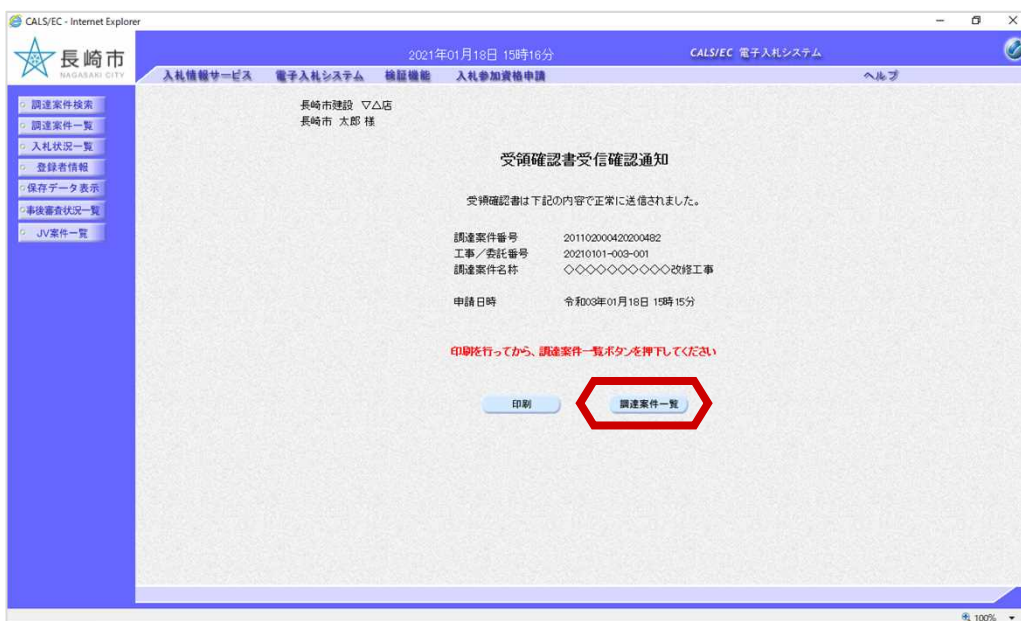 CALS/EC - Internet Explorer
長崎市
NAGASAKI CITY
2021年01月18日 15時16分
CALS/EC 電子入札システム
入札情報サービス 電子入札システム 検証機能 入札参加資格申請 ヘルプ
調達案件検索
調達案件一覧
入札状況一覧
登録者情報
保存データ表示
事後審査状況一覧
JV案件一覧
長崎市建設 ▽△店
長崎市 太郎 様
受領確認書受信確認通知
受領確認書は下記の内容で正常に送信されました。
調達案件番号 201102000420200482
工事/委託番号 20210101-003-001
調達案件名称 ◇◇◇◇◇◇◇◇◇◇改修工事
申請日時 令和03年01月18日 15時15分
印刷を行ってから、調達案件一覧ボタンを押下してください
印刷 調達案件一覧
100%